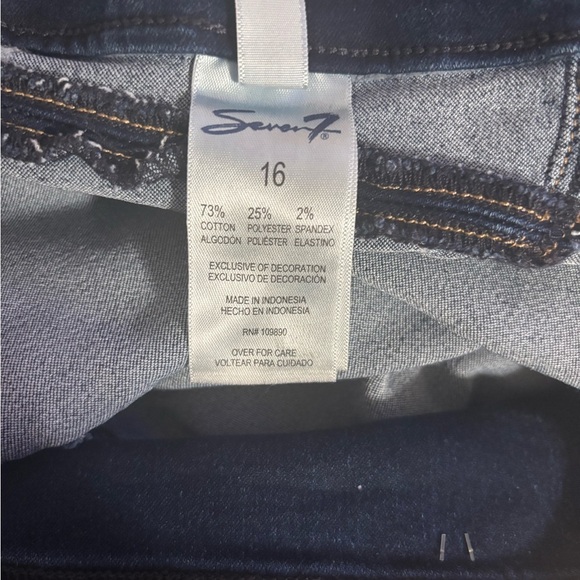 Seven7®
16
73% 25% 2%
COTTON POLYESTER SPANDEX
ALGODÓN POLIÉSTER ELASTINO
EXCLUSIVE OF DECORATION
EXCLUSIVO DE DECORACIÓN
MADE IN INDONESIA
HECHO EN INDONESIA
RN# 109890
OVER FOR CARE
VOLTEAR PARA CUIDADO